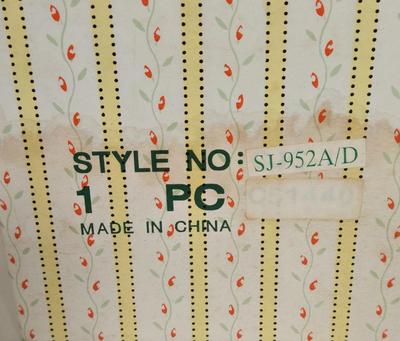 STYLE NO: SJ-952A/D
1 PC
MADE IN CHINA